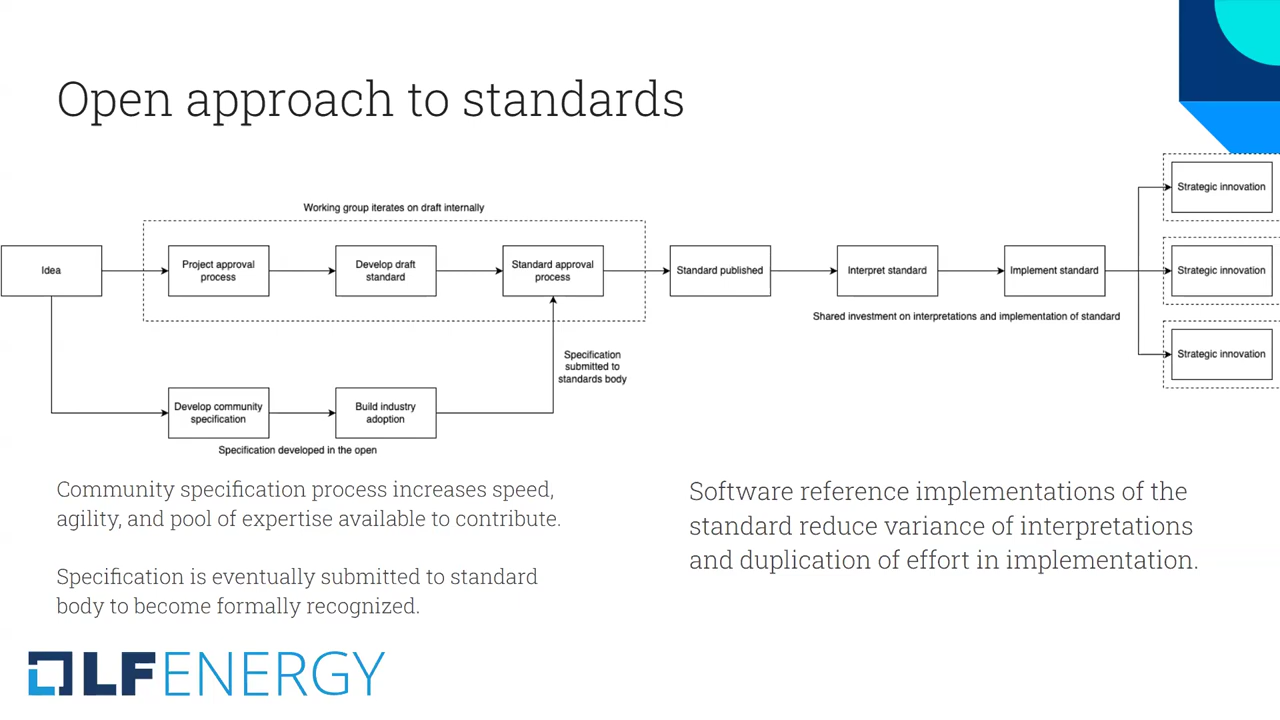 Open approach to standards
Working group iterates on draft internally
Idea
Project approval
process
Develop draft
standard
Standard approval
process
Standard published
Interpret standard
Implement standard
Strategic innovation
Strategic innovation
Strategic innovation
Shared investment on interpretations and implementation of standard
Specification
submitted to
standards body
Develop community
specification
Build industry
adoption
Specification developed in the open
Community specification process increases speed,
agility, and pool of expertise available to contribute.
Specification is eventually submitted to standard
body to become formally recognized.
Software reference implementations of the
standard reduce variance of interpretations
and duplication of effort in implementation.
LFENERGY